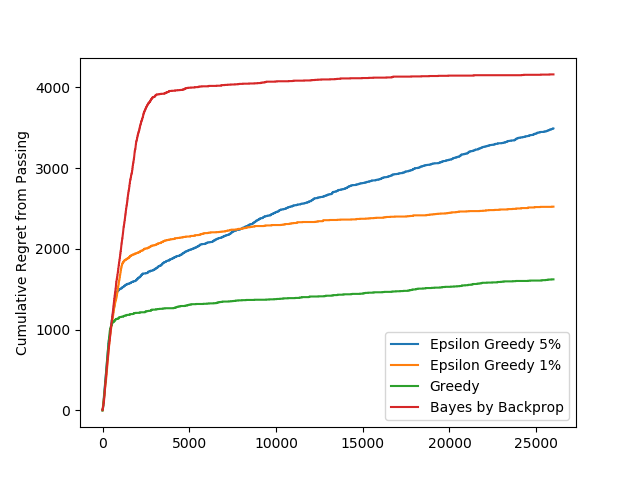 Cumulative Regret from Passing
4000
3000
2000
1000
0
0 5000 10000 15000 20000 25000
Epsilon Greedy 5%
Epsilon Greedy 1%
Greedy
Bayes by Backprop